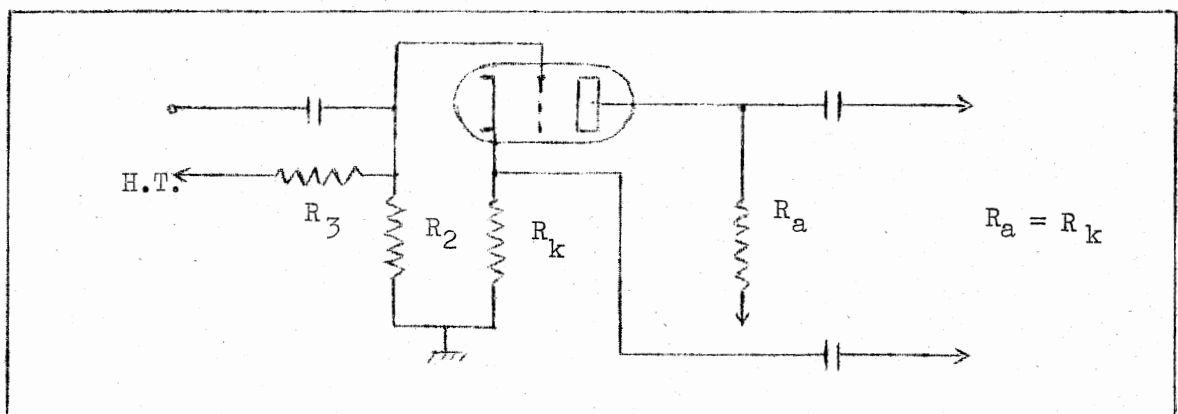 H.T.
R3
R2
Rk
Ra
Ra = Rk